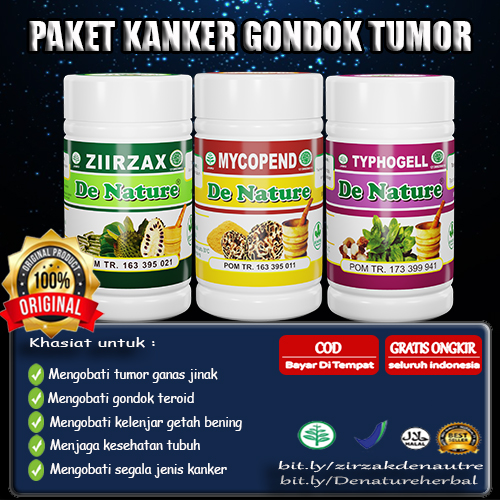 PAKET KANKER GONDOK TUMOR
ZIIRZAX
De Nature
POM TR. 163 395 021
MYCOPEND
De Nature
POM TR. 163 395 011
TYPHOGELL
De Nature
POM TR. 173 399 941
ORIGINAL PRODUCT
100%
ORIGINAL
Khasiat untuk :
Mengobati tumor ganas jinak
Mengobati gondok teroid
Mengobati kelenjar getah bening
Menjaga kesehatan tubuh
Mengobati segala jenis kanker
COD
Bayar Di Tempat
GRATIS ONGKIR
seluruh indonesia
HALAL
BEST
SELLER
bit.ly/zirzakdenautre
bit.ly/Denatureherbal